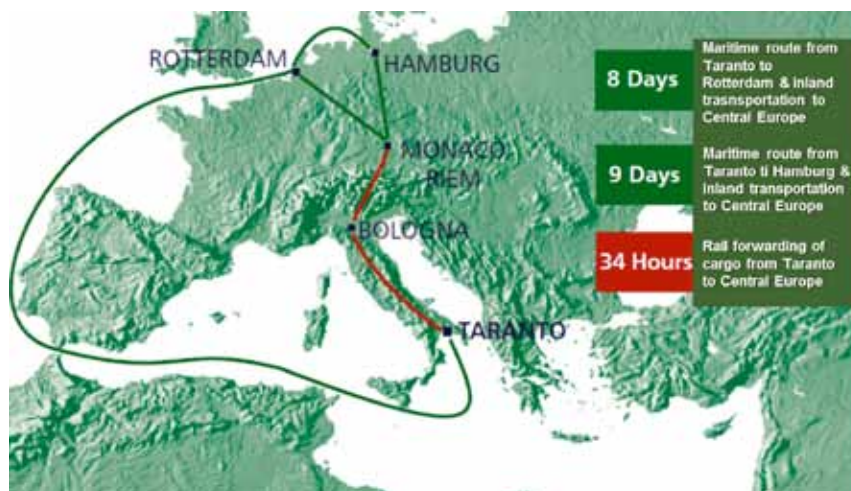 ROTTERDAM
HAMBURG
MONACO
RIEM
BOLOGNA
TARANTO
8 Days
Maritime route from
Taranto to
Rotterdam & inland
trasnsportation to
Central Europe
9 Days
Maritime route from
Taranto ti Hamburg &
inland transportation
to Central Europe
34 Hours
Rail forwarding of
cargo from Taranto
to Central Europe